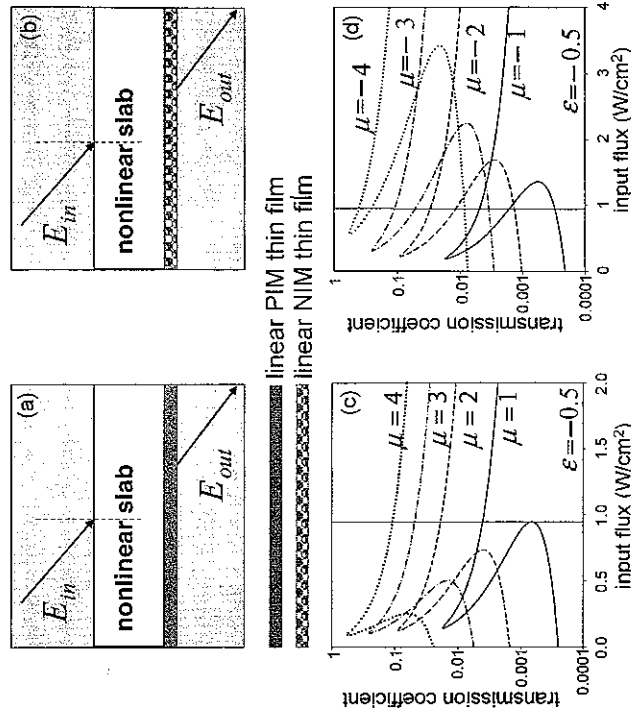 (a)
E_in
nonlinear slab
E_out
(b)
E_in
nonlinear slab
E_out
linear PIM thin film
linear NIM thin film
(c)
transmission coefficient
0.1
0.01
0.001
0.0001
μ=4
μ=3
μ=2
μ=1
ε=−0.5
0.0 0.5 1.0 1.5 2.0
input flux (W/cm²)
(d)
transmission coefficient
1
0.1
0.01
0.001
0.0001
μ=−4
μ=−3
μ=−2
μ=−1
ε=−0.5
0 1 2 3 4
input flux (W/cm²)